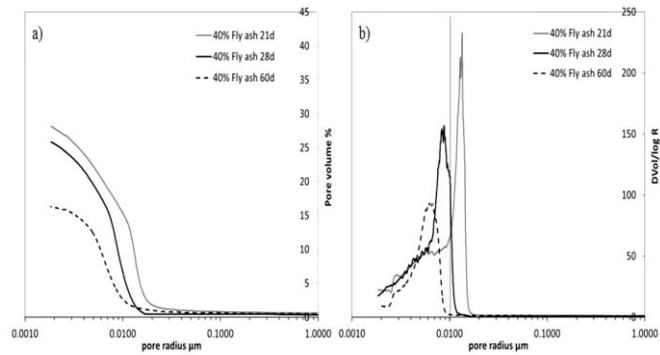 a)
40% Fly ash 21d
40% Fly ash 28d
40% Fly ash 60d
45
40
35
30
25
20
15
10
5
0
Pore volume %
0.0010 0.0100 0.1000 1.0000
pore radius µm
b)
40% Fly ash 21d
40% Fly ash 28d
40% Fly ash 60d
250
200
150
100
50
0
DVol/log R
0.0010 0.0100 0.1000 1.0000
pore radius µm